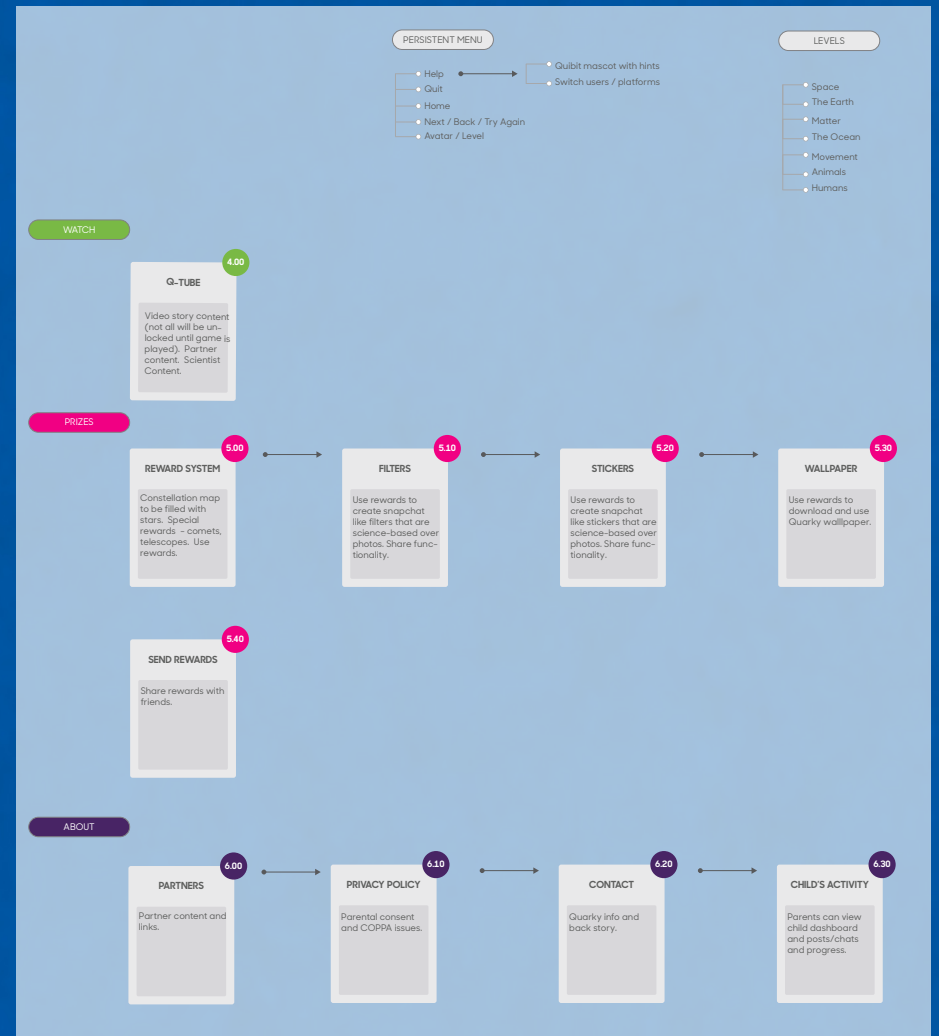 PERSISTENT MENU
Help
Quit
Home
Next / Back / Try Again
Avatar / Level
Quibit mascot with hints
Switch users / platforms
LEVELS
Space
The Earth
Matter
The Ocean
Movement
Animals
Humans
WATCH
4.00
Q-TUBE
Video story content
(not all will be un-
locked until game is
played). Partner
content. Scientist
Content.
PRIZES
5.00
REWARD SYSTEM
Constellation map
to be filled with
stars. Special
rewards - comets,
telescopes. Use
rewards.
5.10
FILTERS
Use rewards to
create snapchat
like filters that are
science-based over
photos. Share func-
tionality.
5.20
STICKERS
Use rewards to
create snapchat
like stickers that are
science-based over
photos. Share func-
tionality.
5.30
WALLPAPER
Use rewards to
download and use
Quarky walllpaper.
5.40
SEND REWARDS
Share rewards with
friends.
ABOUT
6.00
PARTNERS
Partner content and
links.
6.10
PRIVACY POLICY
Parental consent
and COPPA issues.
6.20
CONTACT
Quarky info and
back story.
6.30
CHILD'S ACTIVITY
Parents can view
child dashboard
and posts/chats
and progress.